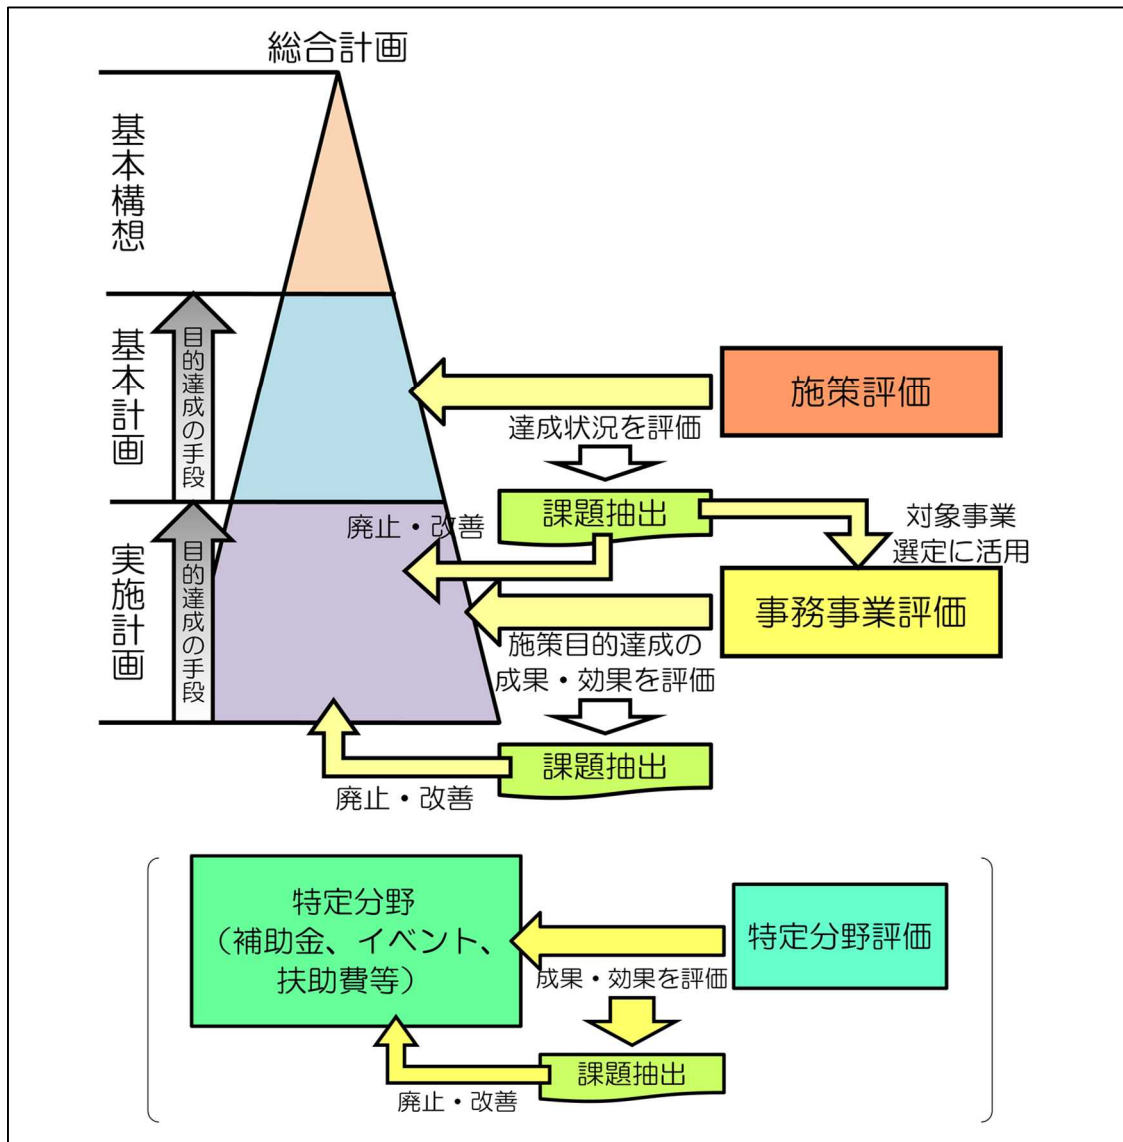 総合計画
基本構想
基本計画
目的達成の手段
施策評価
達成状況を評価
課題抽出
対象事業
選定に活用
廃止・改善
実施計画
目的達成の手段
事務事業評価
施策目的達成の
成果・効果を評価
課題抽出
廃止・改善
特定分野
（補助金、イベント、
扶助費等）
特定分野評価
成果・効果を評価
課題抽出
廃止・改善